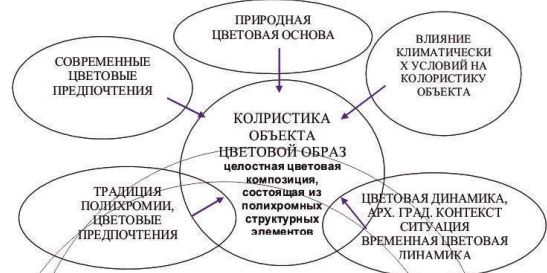 ПРИРОДНАЯ
ЦВЕТОВАЯ ОСНОВА
СОВРЕМЕННЫЕ
ЦВЕТОВЫЕ
ПРЕДПОЧТЕНИЯ
ВЛИЯНИЕ
КЛИМАТИЧЕСКИ
Х УСЛОВИЙ НА
КОЛОРИСТИКУ
ОБЪЕКТА
КОЛРИСТИКА
ОБЪЕКТА
ЦВЕТОВОЙ ОБРАЗ
целостная цветовая
композиция,
состоящая из
полихромных
структурных
элементов
ТРАДИЦИЯ
ПОЛИХРОМИИ,
ЦВЕТОВЫЕ
ПРЕДПОЧТЕНИЯ
ЦВЕТОВАЯ ДИНАМИКА,
АРХ. ГРАД. КОНТЕКСТ
СИТУАЦИЯ
ВРЕМЕННАЯ ЦВЕТОВАЯ
ДИНАМИКА